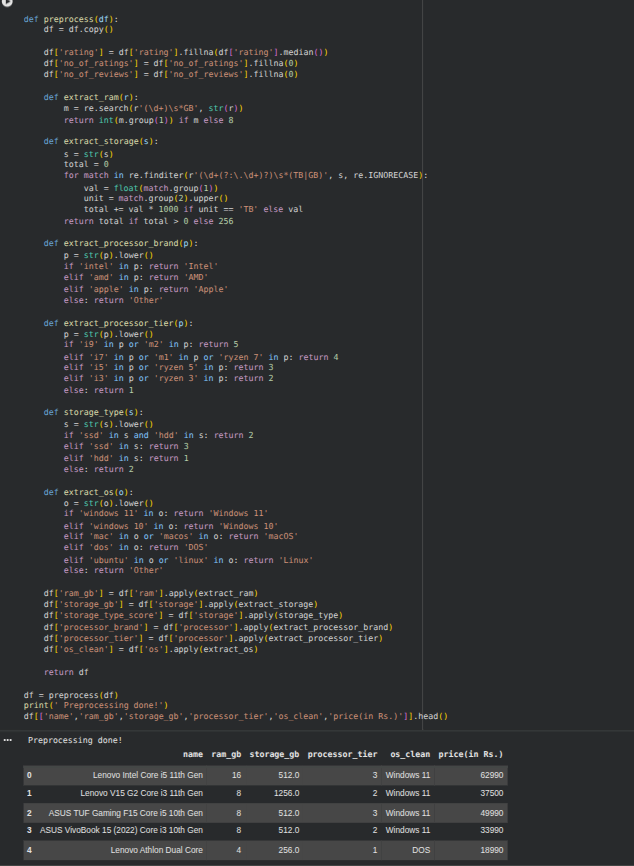 def preprocess(df):
    df = df.copy()

    df['rating'] = df['rating'].fillna(df['rating'].median())
    df['no_of_ratings'] = df['no_of_ratings'].fillna(0)
    df['no_of_reviews'] = df['no_of_reviews'].fillna(0)

    def extract_ram(r):
        m = re.search(r'(\d+)\s*GB', str(r))
        return int(m.group(1)) if m else 8

    def extract_storage(s):
        s = str(s)
        total = 0
        for match in re.finditer(r'(\d+(?:\.\d+)?)\s*(TB|GB)', s, re.IGNORECASE):
            val = float(match.group(1))
            unit = match.group(2).upper()
            total += val * 1000 if unit == 'TB' else val
        return total if total > 0 else 256

    def extract_processor_brand(p):
        p = str(p).lower()
        if 'intel' in p: return 'Intel'
        elif 'amd' in p: return 'AMD'
        elif 'apple' in p: return 'Apple'
        else: return 'Other'

    def extract_processor_tier(p):
        p = str(p).lower()
        if 'i9' in p or 'm2' in p: return 5
        elif 'i7' in p or 'm1' in p or 'ryzen 7' in p: return 4
        elif 'i5' in p or 'ryzen 5' in p: return 3
        elif 'i3' in p or 'ryzen 3' in p: return 2
        else: return 1

    def storage_type(s):
        s = str(s).lower()
        if 'ssd' in s and 'hdd' in s: return 2
        elif 'ssd' in s: return 3
        elif 'hdd' in s: return 1
        else: return 2

    def extract_os(o):
        o = str(o).lower()
        if 'windows 11' in o: return 'Windows 11'
        elif 'windows 10' in o: return 'Windows 10'
        elif 'mac' in o or 'macos' in o: return 'macOS'
        elif 'dos' in o: return 'DOS'
        elif 'ubuntu' in o or 'linux' in o: return 'Linux'
        else: return 'Other'

    df['ram_gb'] = df['ram'].apply(extract_ram)
    df['storage_gb'] = df['storage'].apply(extract_storage)
    df['storage_type_score'] = df['storage'].apply(storage_type)
    df['processor_brand'] = df['processor'].apply(extract_processor_brand)
    df['processor_tier'] = df['processor'].apply(extract_processor_tier)
    df['os_clean'] = df['os'].apply(extract_os)

    return df

df = preprocess(df)
print(" Preprocessing done!")
df[['name','ram_gb','storage_gb','processor_tier','os_clean','price(in Rs.)']].head()
Preprocessing done!
name ram_gb storage_gb processor_tier os_clean price(in Rs.)
0 Lenovo Intel Core i5 11th Gen 16 512.0 3 Windows 11 62990
1 Lenovo V15 G2 Core i3 11th Gen 8 1256.0 2 Windows 11 37500
2 ASUS TUF Gaming F15 Core i5 10th Gen 8 512.0 3 Windows 11 49990
3 ASUS VivoBook 15 (2022) Core i3 10th Gen 8 512.0 2 Windows 11 33990
4 Lenovo Athlon Dual Core 4 256.0 1 DOS 18990